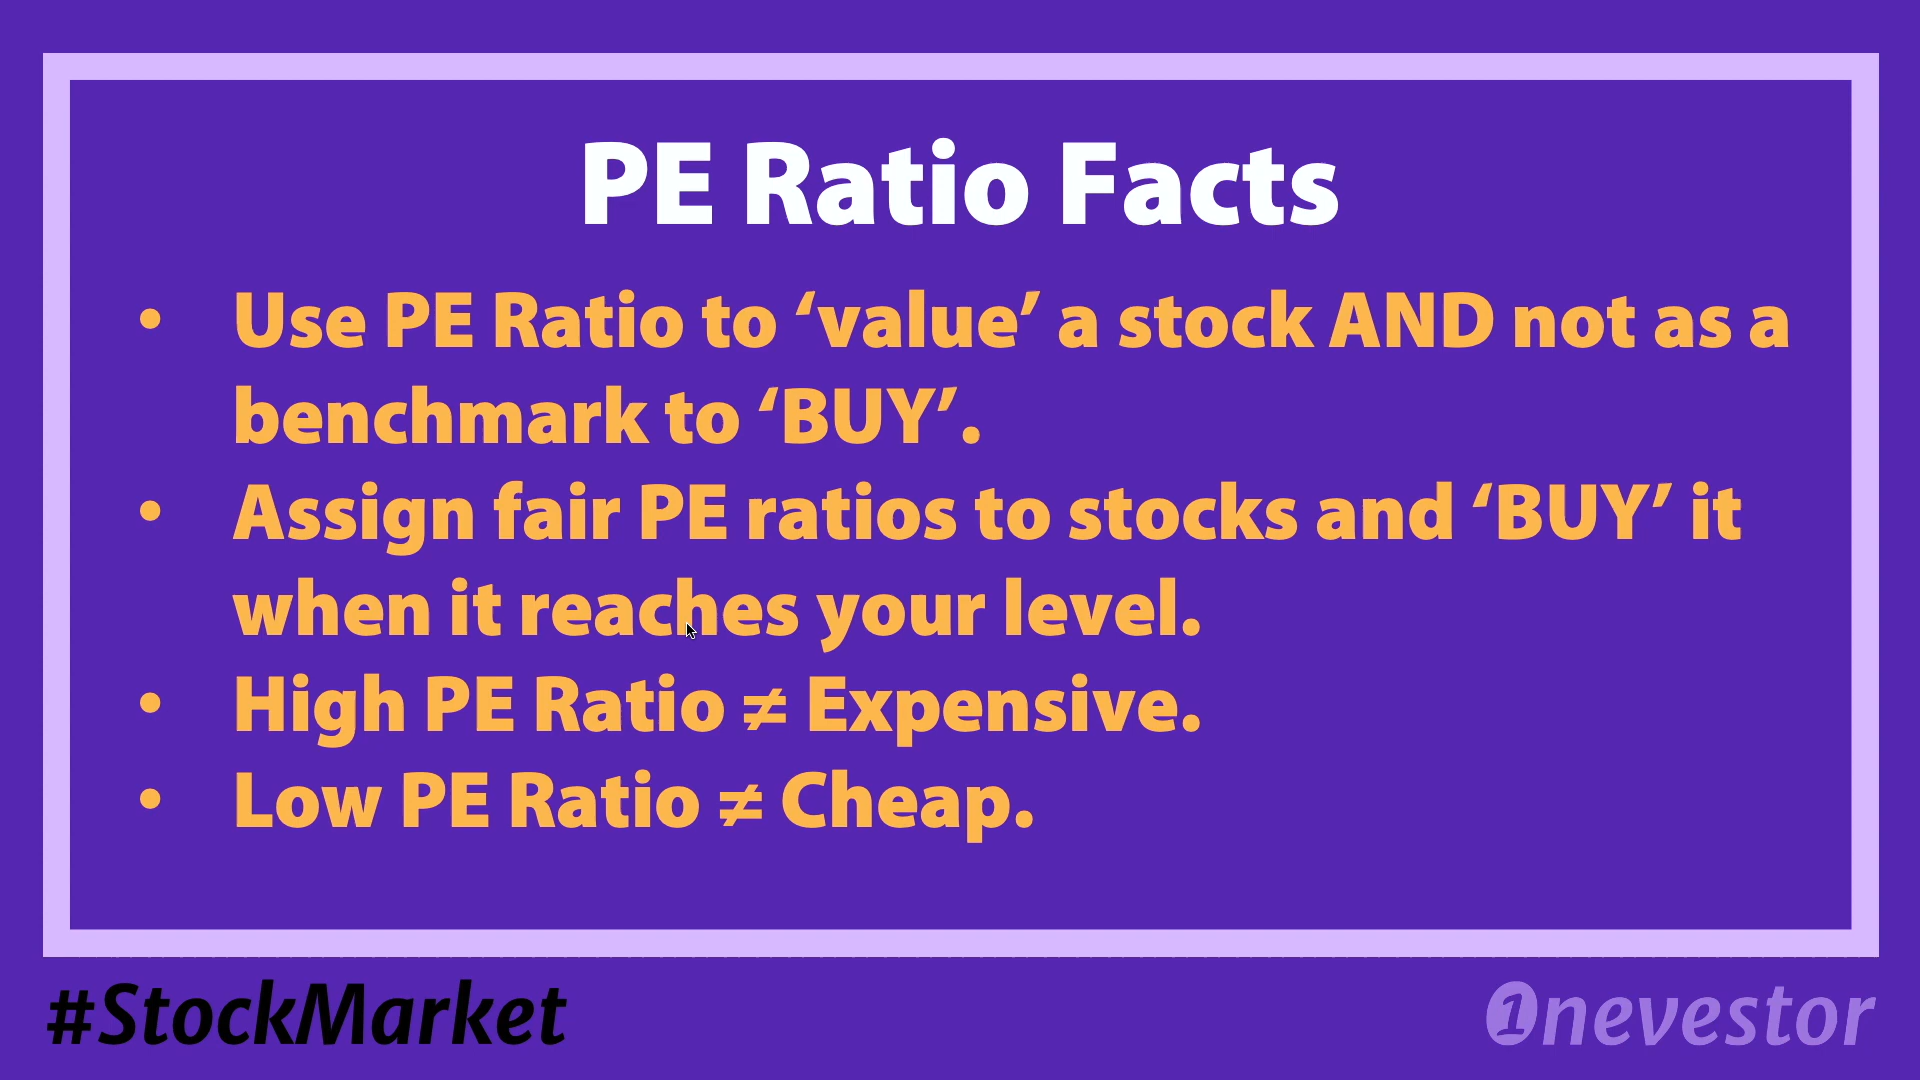 PE Ratio Facts
• Use PE Ratio to ‘value’ a stock AND not as a
benchmark to ‘BUY’.
• Assign fair PE ratios to stocks and ‘BUY’ it
when it reaches your level.
• High PE Ratio ≠ Expensive.
• Low PE Ratio ≠ Cheap.
#StockMarket
1nevestor